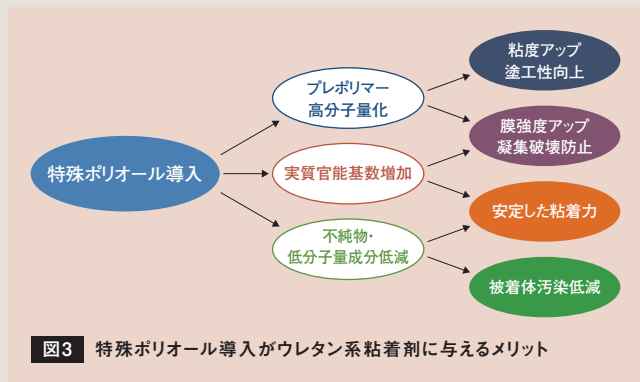 特殊ポリオール導入
プレポリマー
高分子量化
実質官能基数増加
不純物・
低分子量成分低減
粘度アップ
塗工性向上
膜強度アップ
凝集破壊防止
安定した粘着力
被着体汚染低減
図3 特殊ポリオール導入がウレタン系粘着剤に与えるメリット